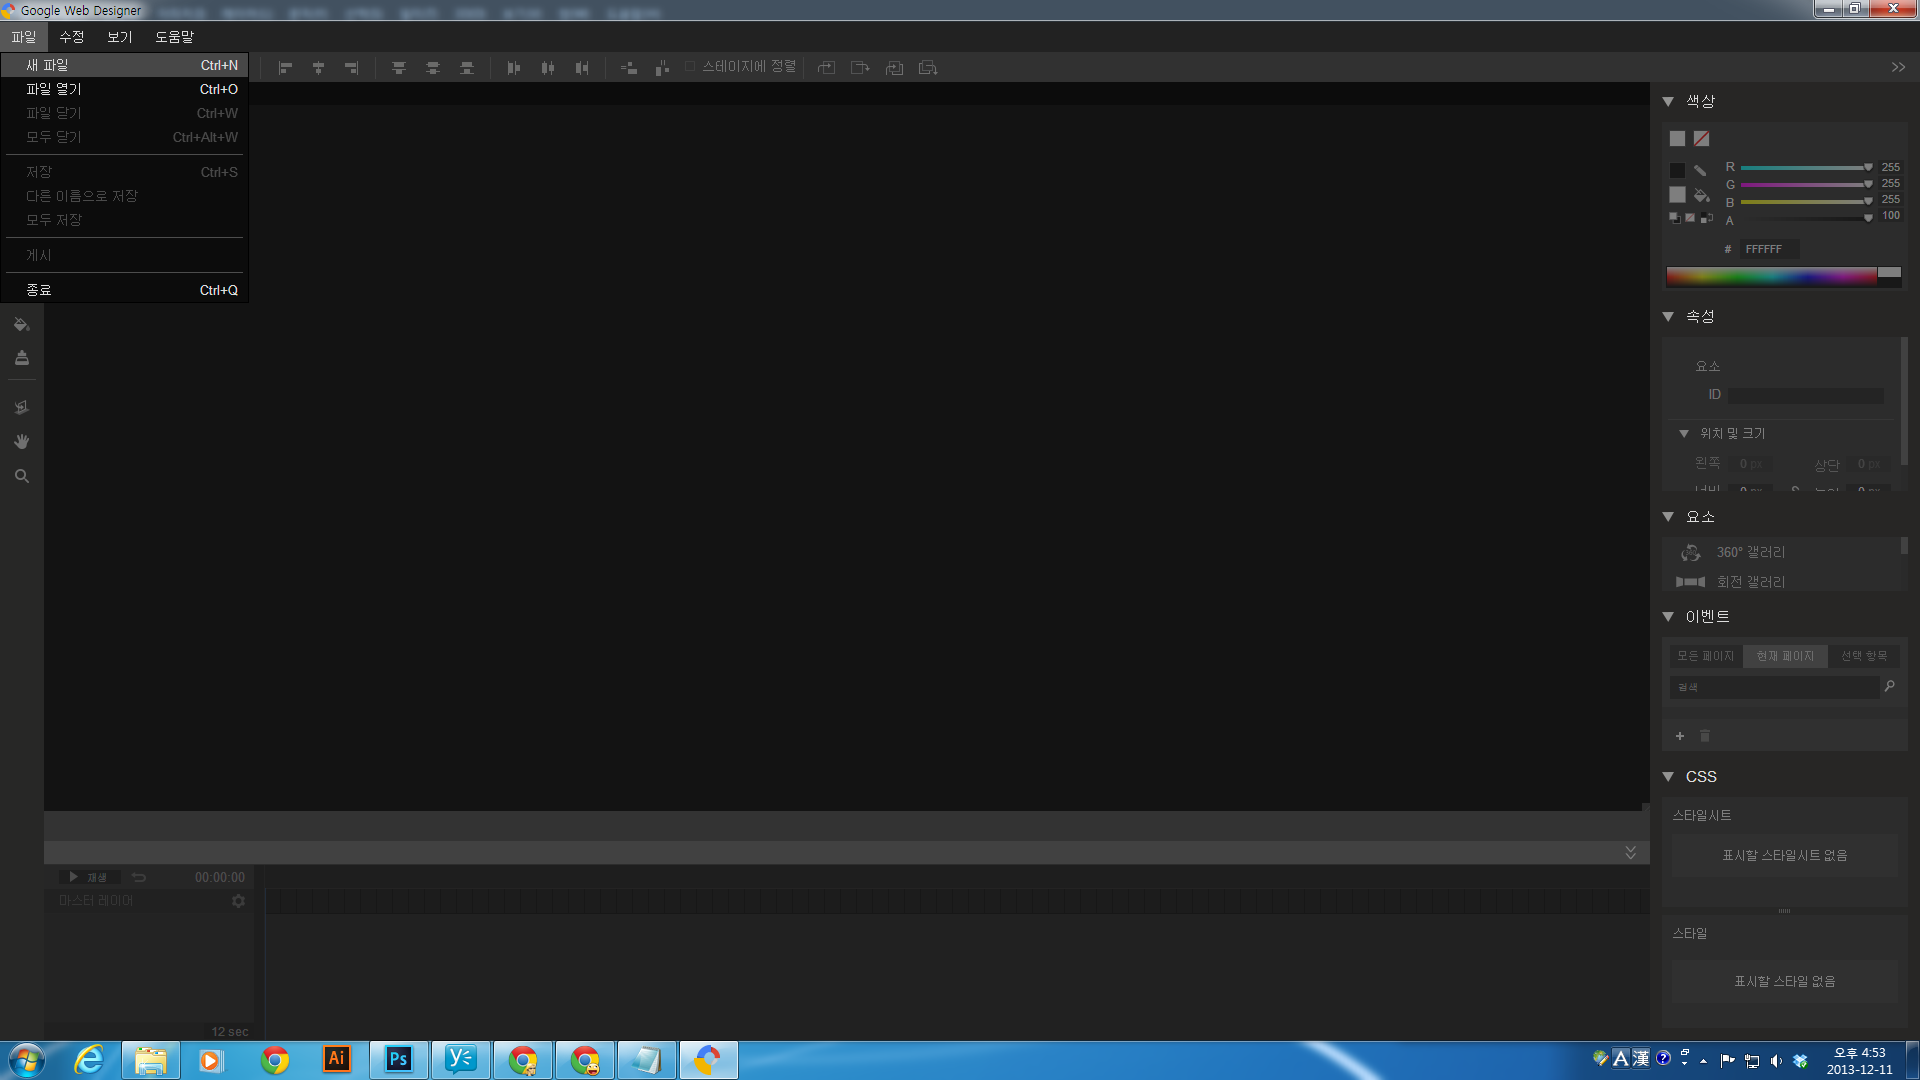 Google Web Designer
파일 수정 보기 도움말
새 파일 Ctrl+N
파일 열기 Ctrl+O
파일 닫기 Ctrl+W
모두 닫기 Ctrl+Alt+W
저장 Ctrl+S
다른 이름으로 저장
모두 저장
게시
종료 Ctrl+Q
스테이지에 정렬
색상
R 255
G 255
B 255
A 100
# FFFFFF
속성
요소
ID
위치 및 크기
왼쪽 0 px 상단 0 px
요소
360° 갤러리
회전 갤러리
이벤트
모든 페이지 현재 페이지 선택 항목
검색
CSS
스타일시트
표시할 스타일시트 없음
스타일
표시할 스타일 없음
재생 00:00:00
마스터 레이어
12 sec
Ai
Ps
A 漢
오후 4:53
2013-12-11